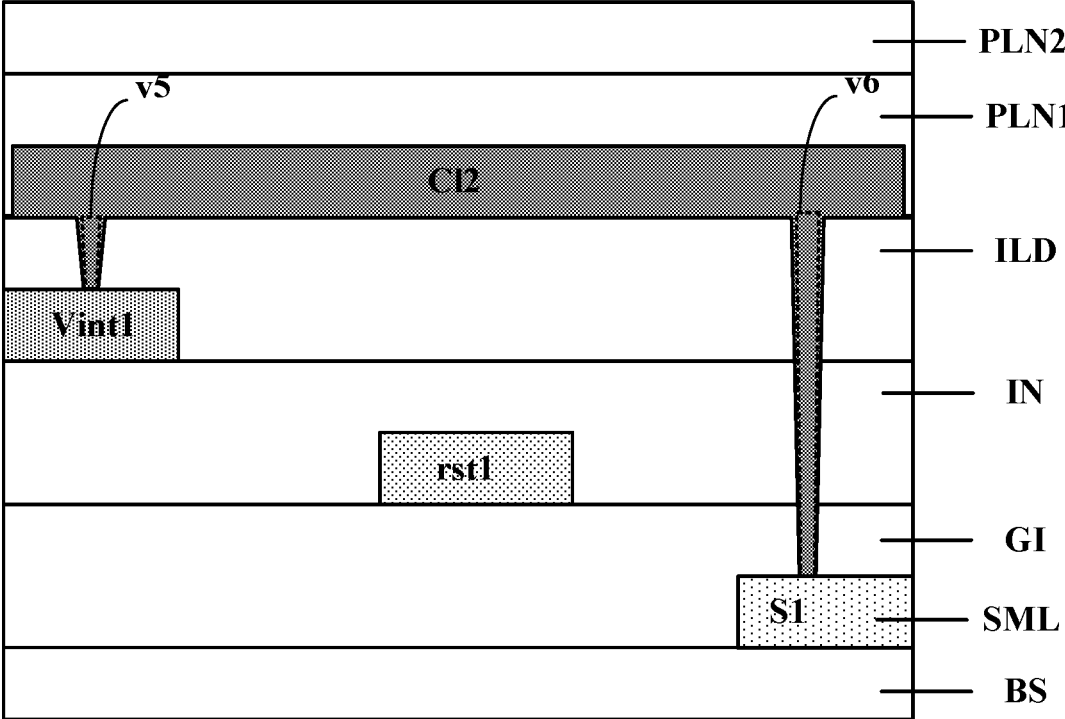 PLN2
v5
v6
PLN1
Cl2
ILD
Vint1
IN
rst1
GI
S1
SML
BS